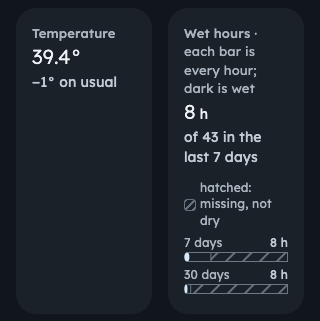 Temperature
39.4°
−1° on usual
Wet hours ·
each bar is
every hour;
dark is wet
8 h
of 43 in the
last 7 days
hatched:
missing, not
dry
7 days 8 h
30 days 8 h